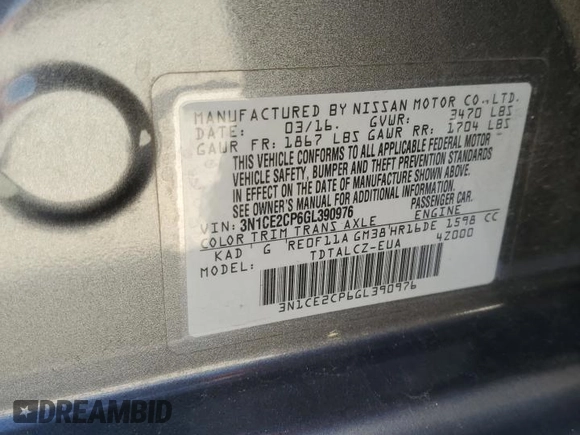 MANUFACTURED BY NISSAN MOTOR CO., LTD.
DATE: 03/16. GVWR: 3470 LBS
GAWR FR: 1867 LBS GAWR RR: 1704 LBS
THIS VEHICLE CONFORMS TO ALL APPLICABLE FEDERAL MOTOR
VEHICLE SAFETY, BUMPER AND THEFT PREVENTION STANDARDS
IN EFFECT ON THE DATE OF MANUFACTURE SHOWN ABOVE.
SEE OWNER'S MANUAL FOR ADDITIONAL INFORMATION.
VIN: 3N1CE2CP6GL390976 PASSENGER CAR.
COLOR TRIM TRANS AXLE ENGINE
KAD G RE0F11A GM38 HR16DE 1598 CC
MODEL: TDTALCZ-EUA 42000
3N1CE2CP6GL390976
DREAMBID